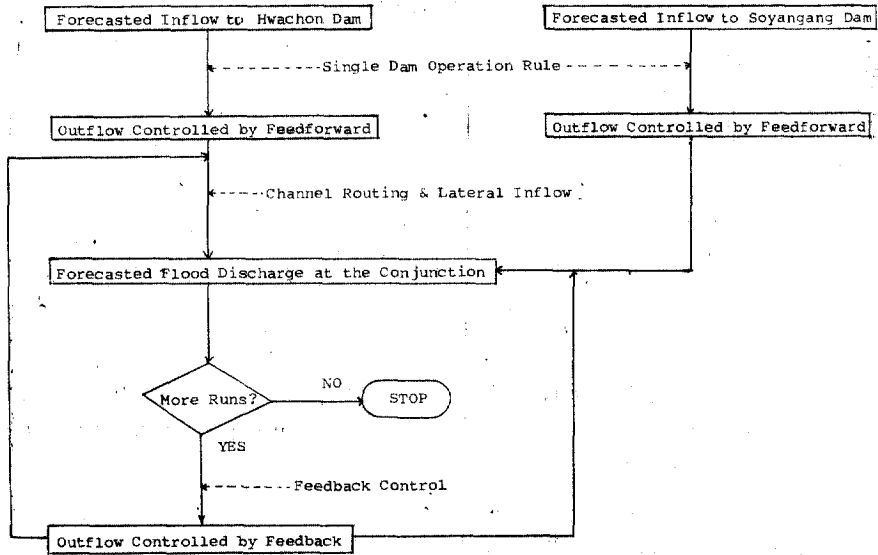 Forecasted Inflow to Hwachon Dam
Forecasted Inflow to Soyangang Dam
Single Dam Operation Rule
Outflow Controlled by Feedforward
Outflow Controlled by Feedforward
Channel Routing & Lateral Inflow
Forecasted Flood Discharge at the Conjunction
More Runs?
NO
STOP
YES
Feedback Control
Outflow Controlled by Feedback